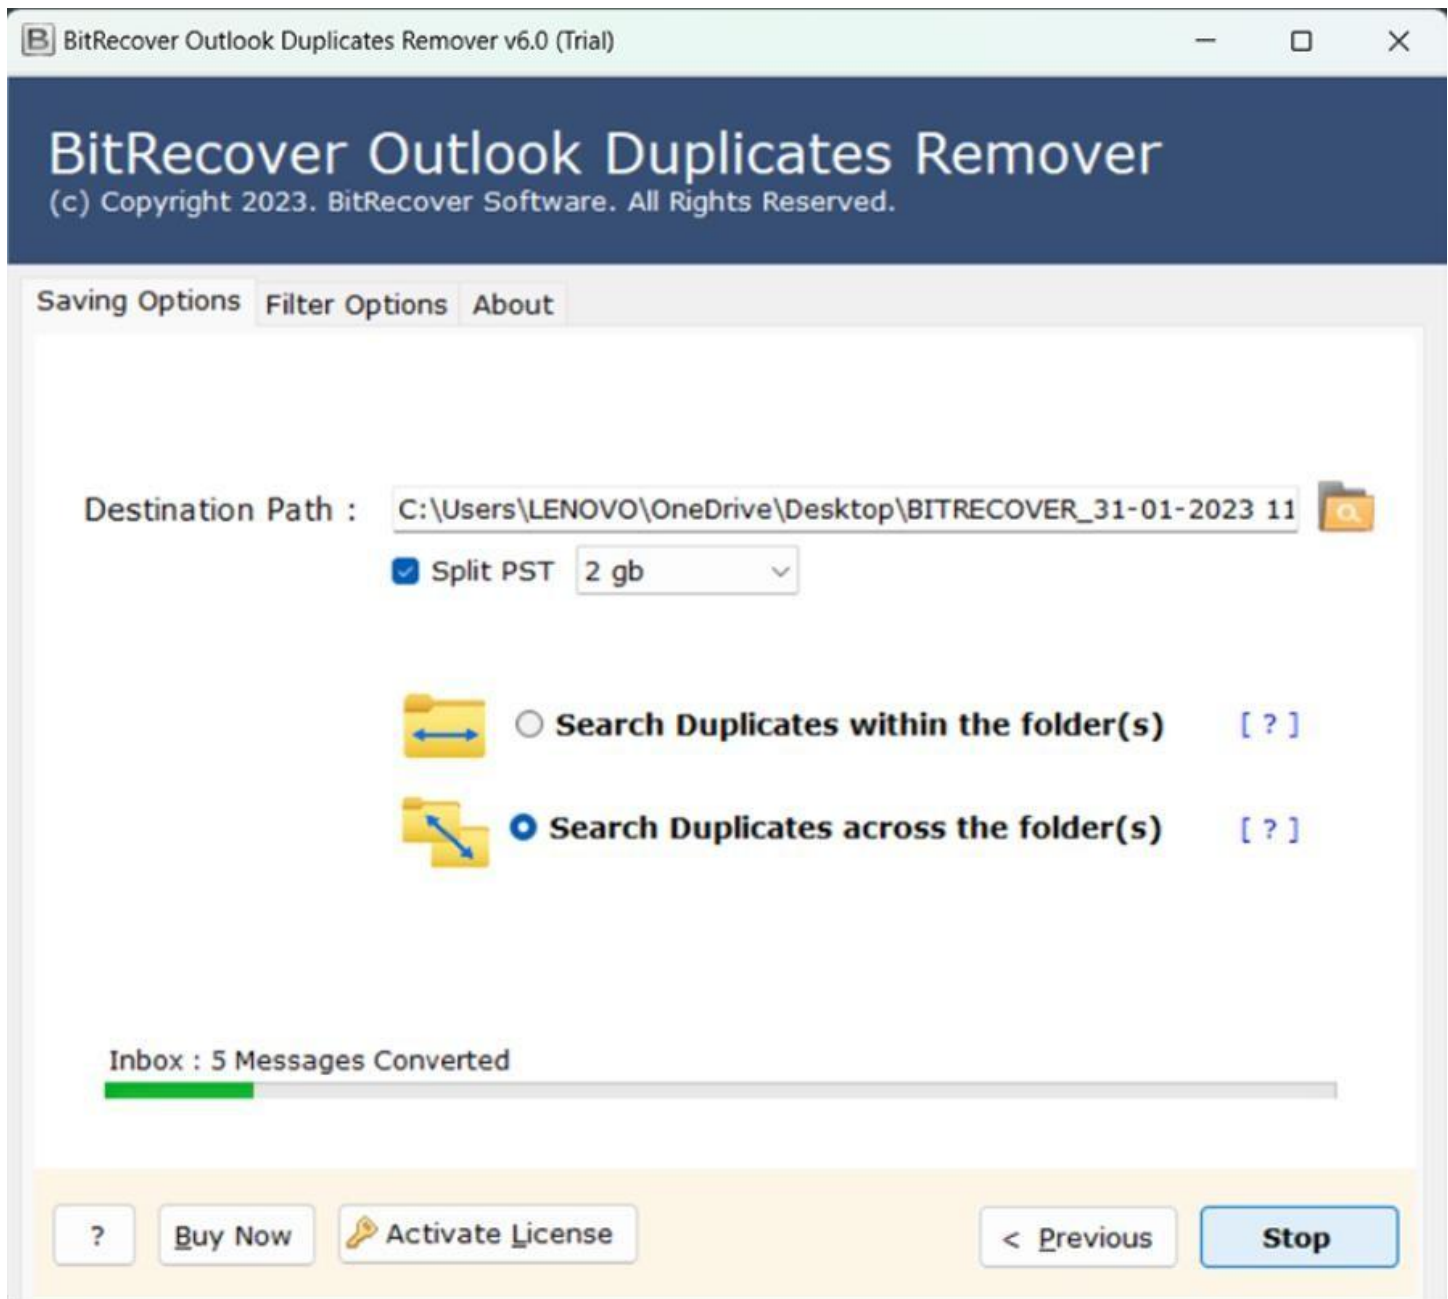 BitRecover Outlook Duplicates Remover v6.0 (Trial)
BitRecover Outlook Duplicates Remover
(c) Copyright 2023. BitRecover Software. All Rights Reserved.
Saving Options Filter Options About
Destination Path : C:\Users\LENOVO\OneDrive\Desktop\BITRECOVER_31-01-2023 11
Split PST 2 gb
Search Duplicates within the folder(s) [ ? ]
Search Duplicates across the folder(s) [ ? ]
Inbox : 5 Messages Converted
? Buy Now Activate License < Previous Stop